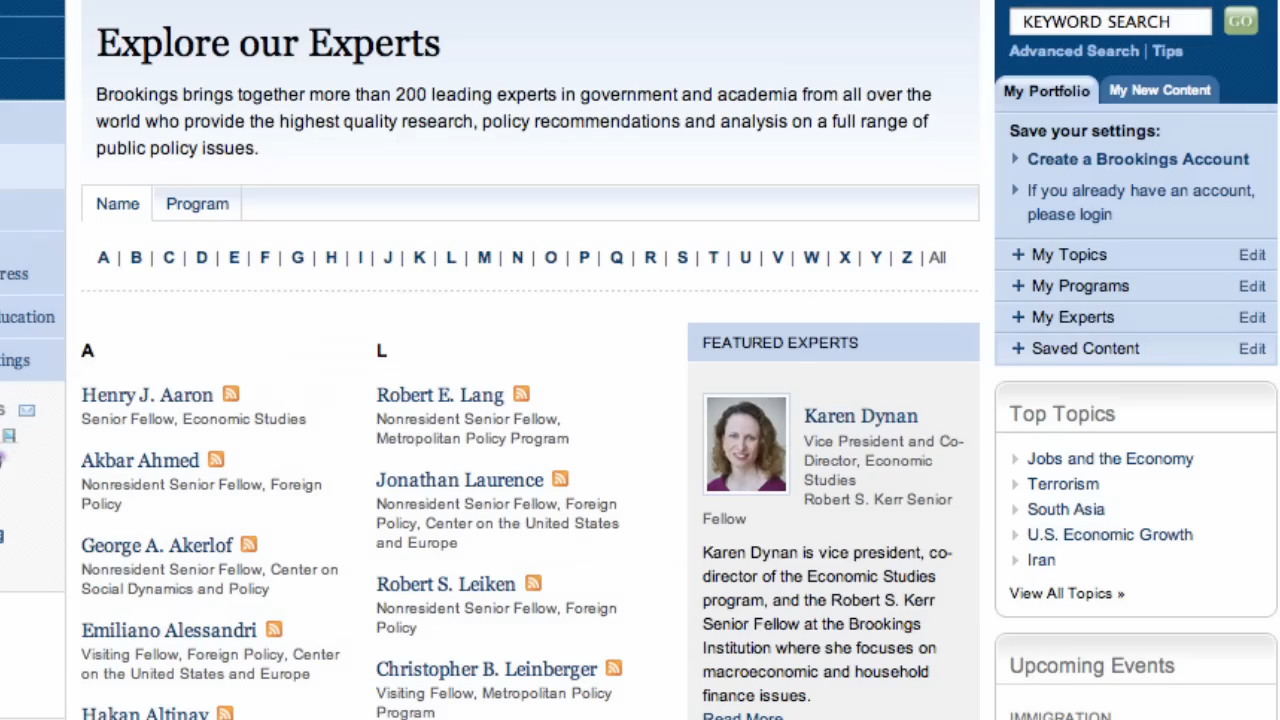 Explore our Experts
Brookings brings together more than 200 leading experts in government and academia from all over the
world who provide the highest quality research, policy recommendations and analysis on a full range of
public policy issues.
Name
Program
A | B | C | D | E | F | G | H | I | J | K | L | M | N | O | P | Q | R | S | T | U | V | W | X | Y | Z | All
ress
ucation
ings
s
A
Henry J. Aaron
Senior Fellow, Economic Studies
Akbar Ahmed
Nonresident Senior Fellow, Foreign
Policy
George A. Akerlof
Nonresident Senior Fellow, Center on
Social Dynamics and Policy
Emiliano Alessandri
Visiting Fellow, Foreign Policy, Center
on the United States and Europe
Hakan Altinay
L
Robert E. Lang
Nonresident Senior Fellow,
Metropolitan Policy Program
Jonathan Laurence
Nonresident Senior Fellow, Foreign
Policy, Center on the United States
and Europe
Robert S. Leiken
Nonresident Senior Fellow, Foreign
Policy
Christopher B. Leinberger
Visiting Fellow, Metropolitan Policy
Program
FEATURED EXPERTS
Karen Dynan
Vice President and Co-
Director, Economic
Studies
Robert S. Kerr Senior
Fellow
Karen Dynan is vice president, co-
director of the Economic Studies
program, and the Robert S. Kerr
Senior Fellow at the Brookings
Institution where she focuses on
macroeconomic and household
finance issues.
Read More
KEYWORD SEARCH
GO
Advanced Search | Tips
My Portfolio
My New Content
Save your settings:
Create a Brookings Account
If you already have an account,
please login
+ My Topics Edit
+ My Programs Edit
+ My Experts Edit
+ Saved Content Edit
Top Topics
Jobs and the Economy
Terrorism
South Asia
U.S. Economic Growth
Iran
View All Topics »
Upcoming Events
IMMIGRATION